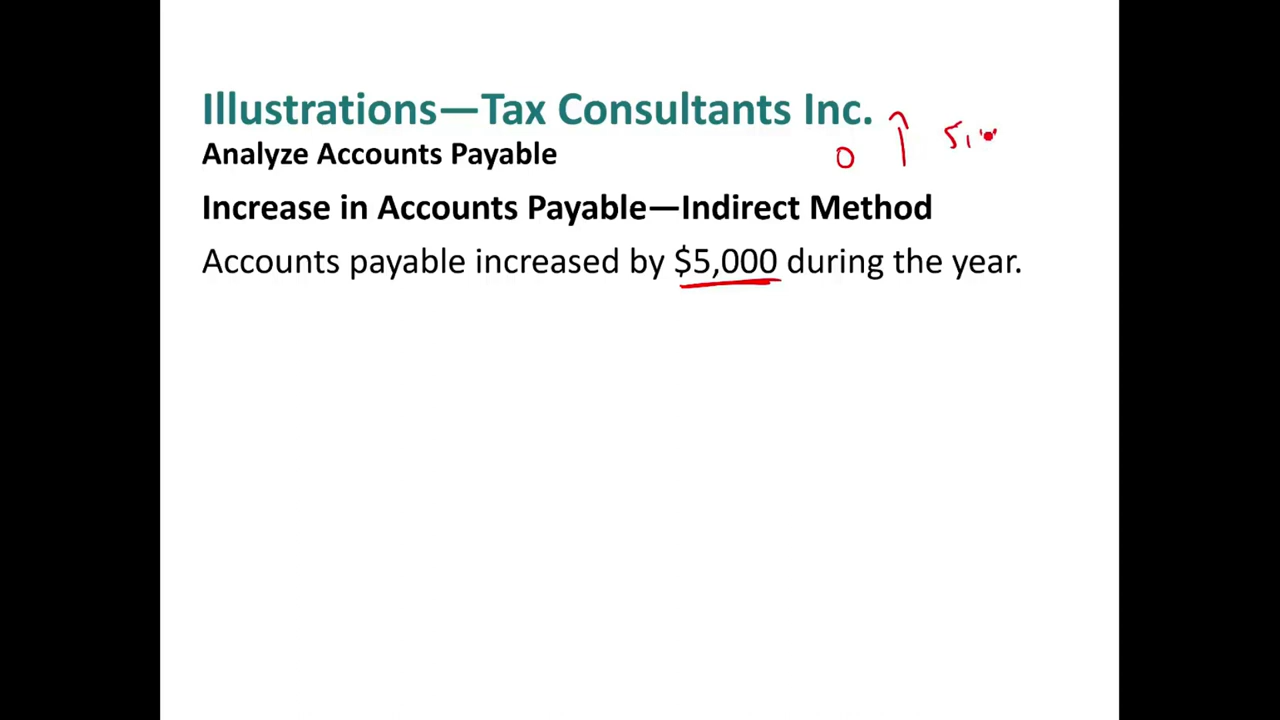 Illustrations—Tax Consultants Inc.
Analyze Accounts Payable
0
Increase in Accounts Payable—Indirect Method
Accounts payable increased by $5,000 during the year.